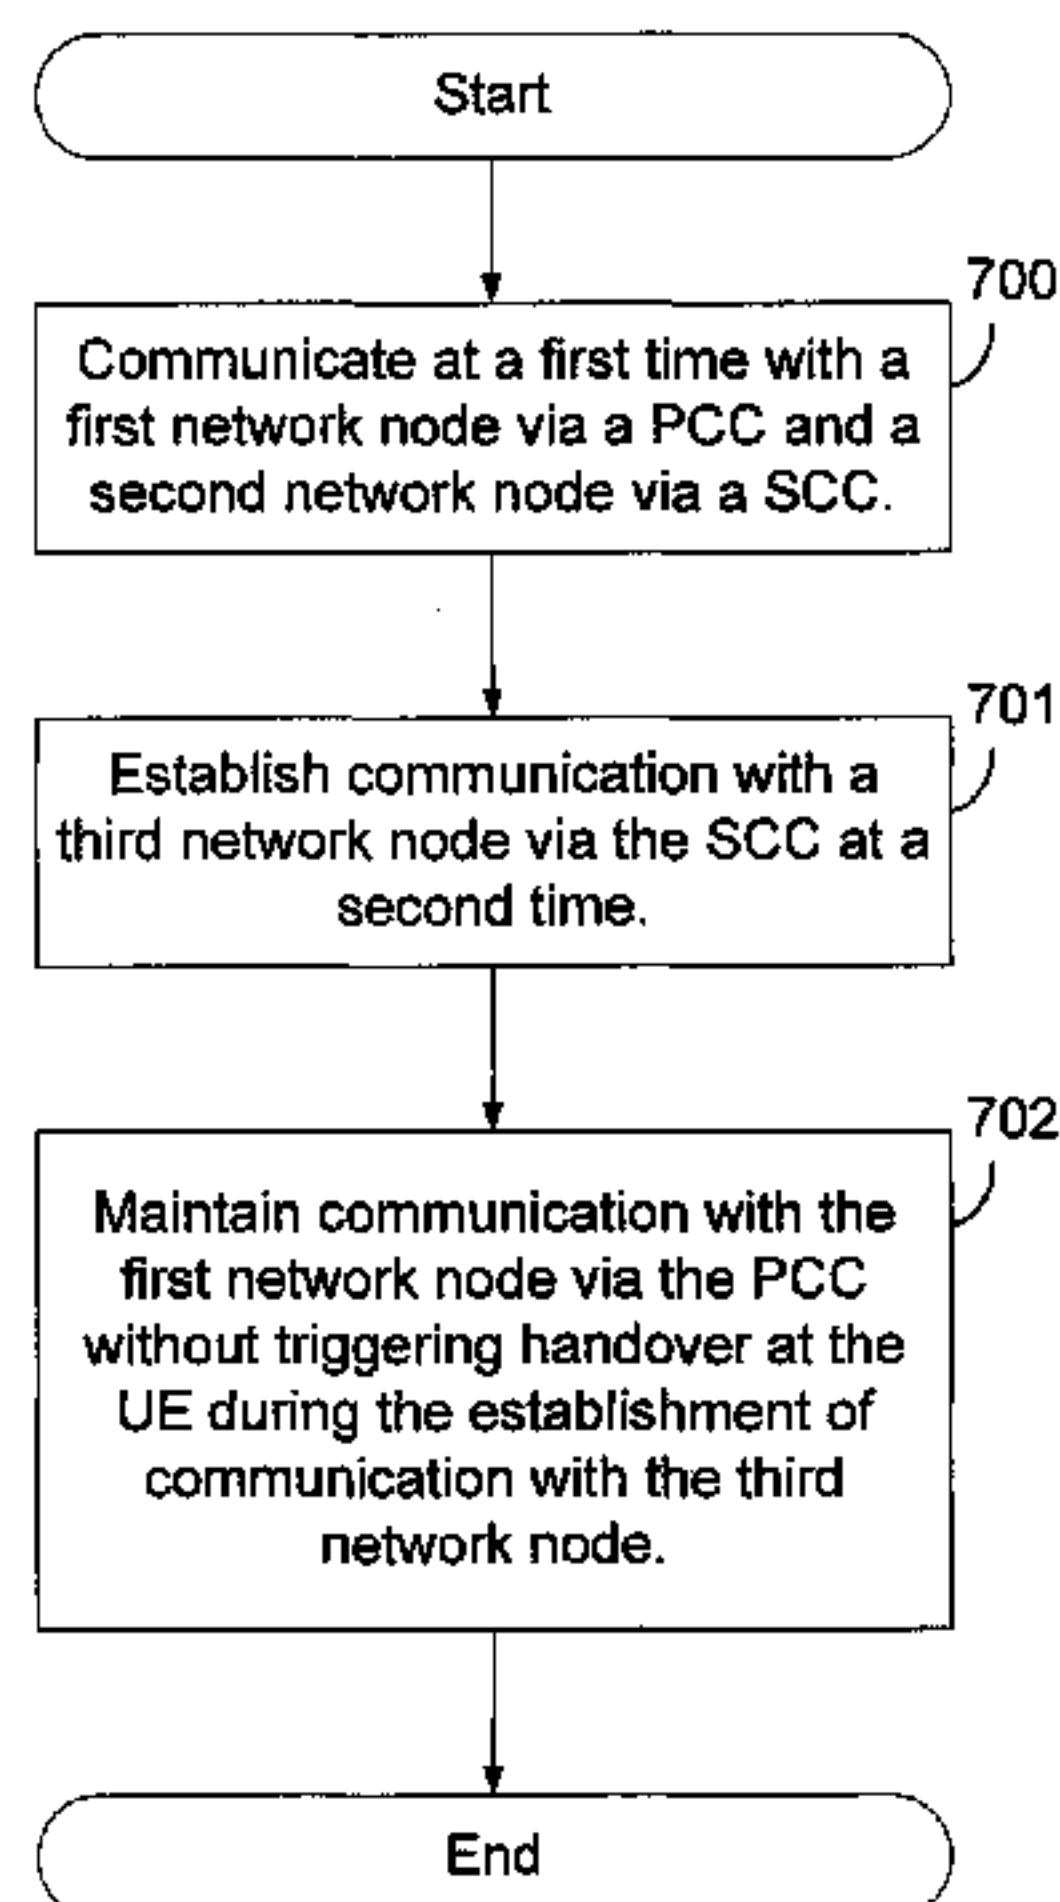 Start
700
Communicate at a first time with a
first network node via a PCC and a
second network node via a SCC.
701
Establish communication with a
third network node via the SCC at a
second time.
702
Maintain communication with the
first network node via the PCC
without triggering handover at the
UE during the establishment of
communication with the third
network node.
End